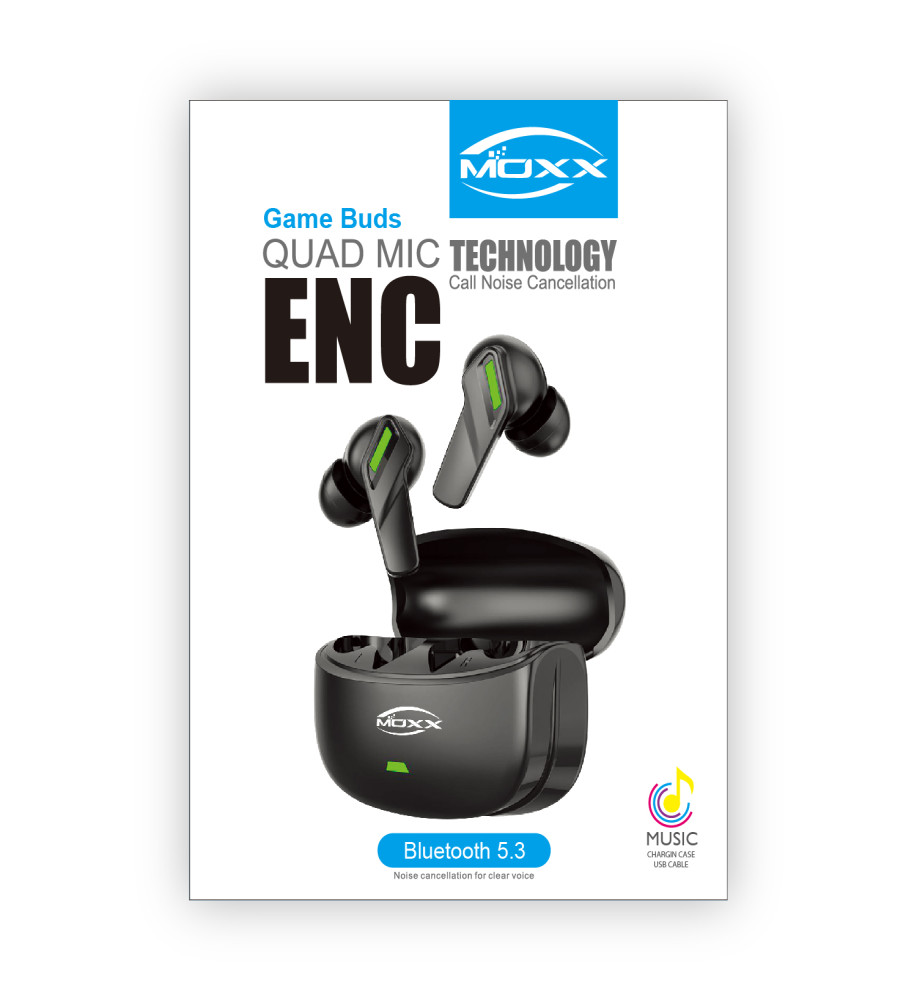 MOXX
Game Buds
QUAD MIC TECHNOLOGY
Call Noise Cancellation
ENC
MOXX
Bluetooth 5.3
Noise cancellation for clear voice
MUSIC
CHARGIN CASE
USB CABLE